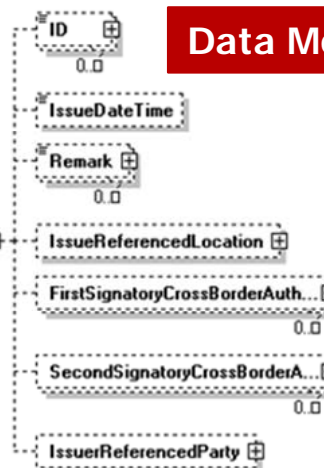 ID
Data Mo
0..
IssueDateTime
Remark
0..
IssueReferencedLocation
FirstSignatoryCrossBorderAuth...
0..
SecondSignatoryCrossBorderA...
0..
IssuerReferencedParty